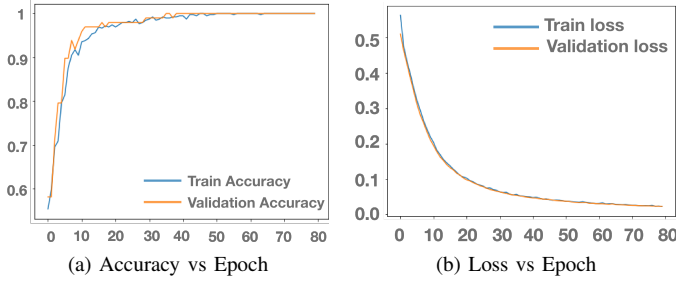 1
0.9
0.8
0.7
0.6
Train Accuracy
Validation Accuracy
0 10 20 30 40 50 60 70 80
(a) Accuracy vs Epoch
Train loss
Validation loss
0.5
0.4
0.3
0.2
0.1
0.0
0 10 20 30 40 50 60 70 80
(b) Loss vs Epoch